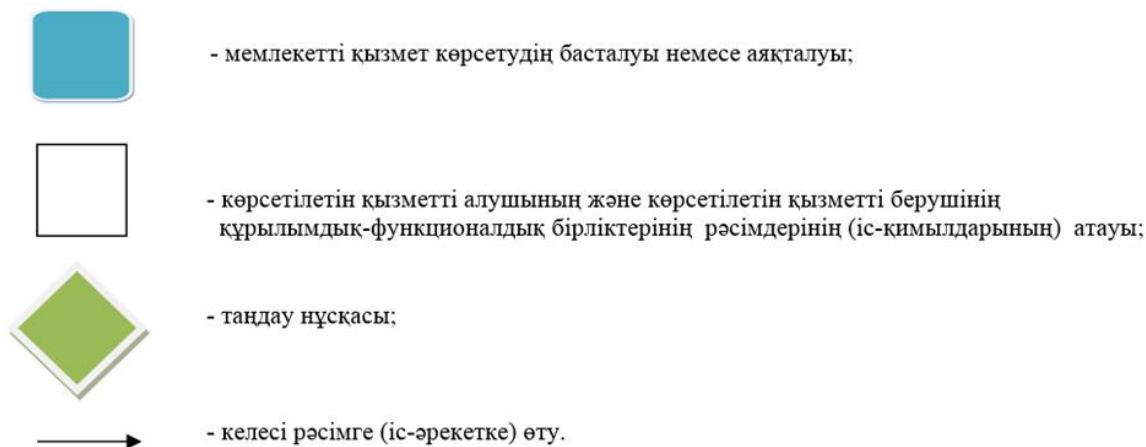 - мемлекетті қызмет көрсетудің басталуы немесе аяқталуы;
- көрсетілетін қызметті алушының және көрсетілетін қызметті берушінің
құрылымдық-функционалдық бірліктерінің рәсімдерінің (іс-қимылдарының) атауы;
- таңдау нұсқасы;
- келесі рәсімге (іс-әрекетке) өту.